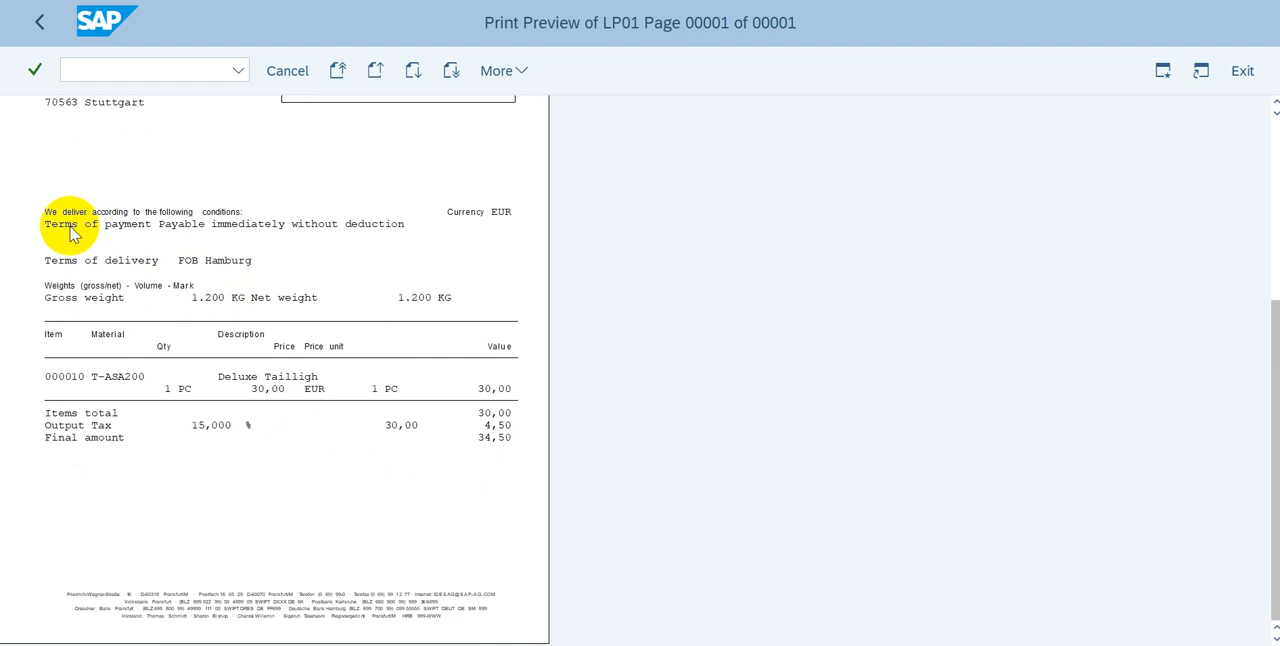 SAP
Print Preview of LP01 Page 00001 of 00001
Cancel
More
Exit
70563 Stuttgart
We deliver according to the following conditions:
Currency EUR
Terms of payment Payable immediately without deduction
Terms of delivery FOB Hamburg
Weights (gross/net) - Volume - Mark
Gross weight 1.200 KG Net weight 1.200 KG
Item Material Description
Qty Price Price unit Value
000010 T-ASA200 Deluxe Tailligh
1 PC 30,00 EUR 1 PC 30,00
Items total 30,00
Output Tax 15,000 % 30,00 4,50
Final amount 34,50